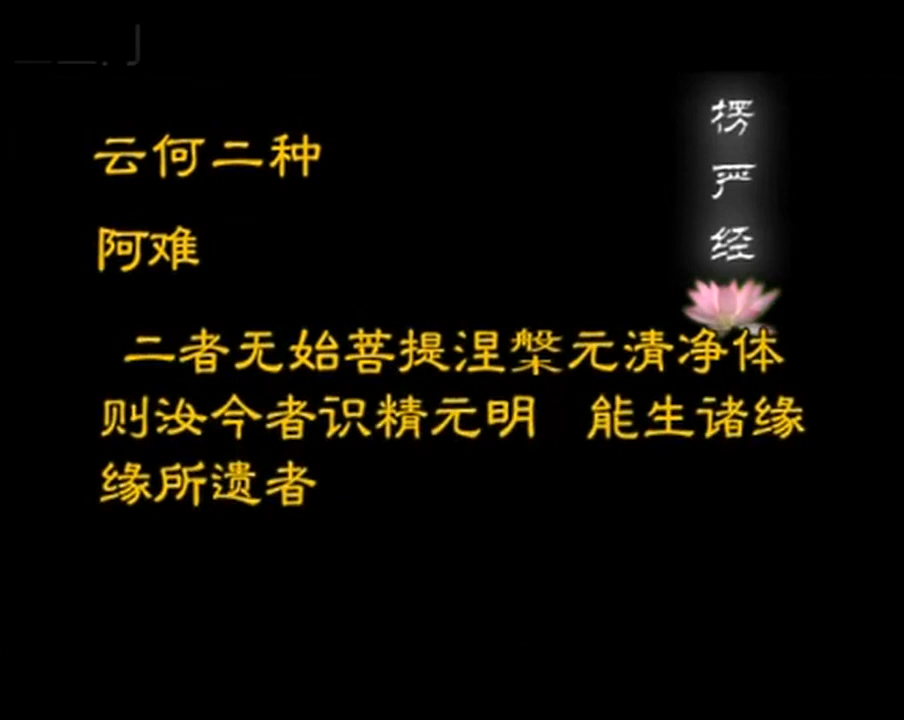 云何二种
阿难
二者无始菩提涅槃元清净体
则汝今者识精元明 能生诸缘
缘所遗者
楞严经